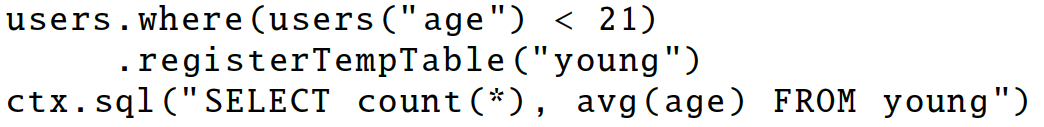 users.where(users("age") < 21)
     .registerTempTable("young")
ctx.sql("SELECT count(*), avg(age) FROM young")